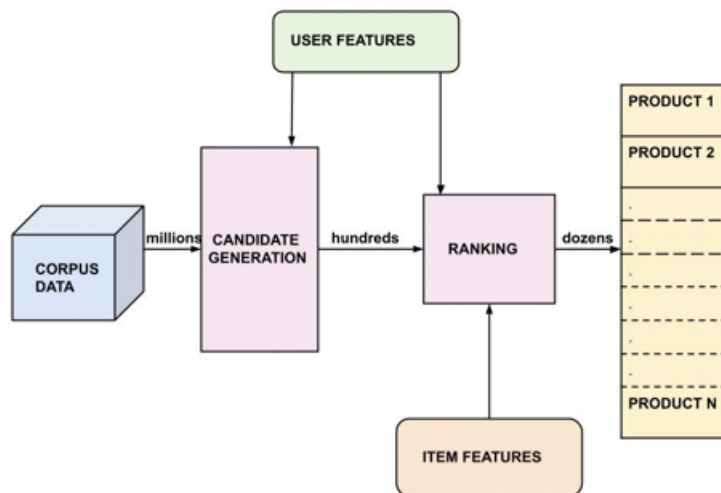 USER FEATURES
PRODUCT 1
PRODUCT 2
.
.
.
.
.
.
PRODUCT N
CORPUS
DATA
millions
CANDIDATE
GENERATION
hundreds
RANKING
dozens
ITEM FEATURES